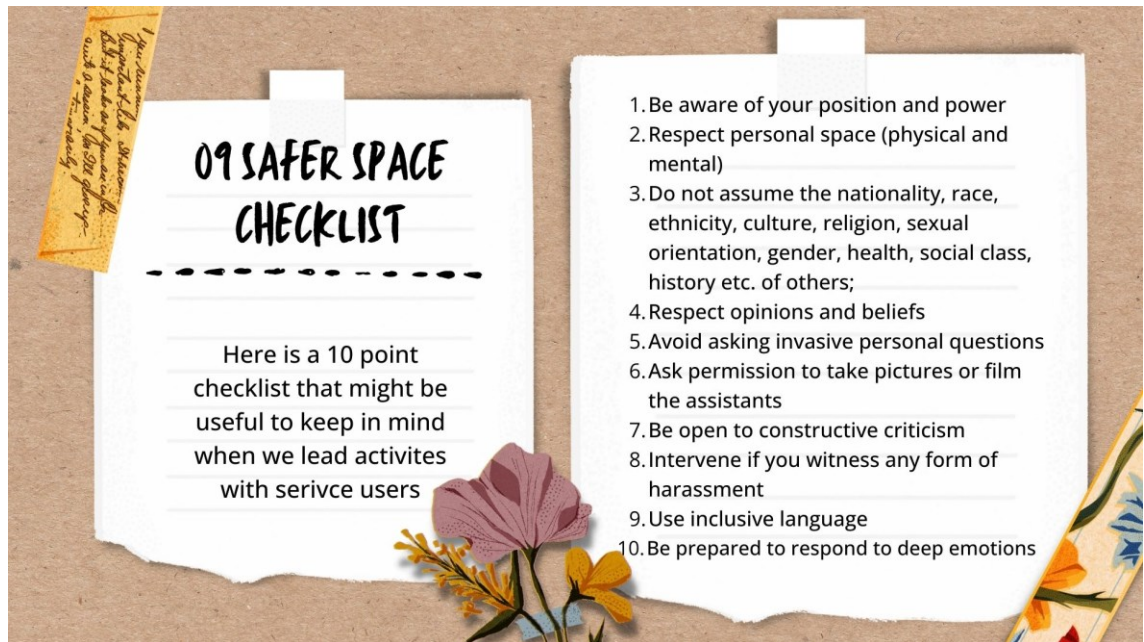 09 SAFER SPACE
CHECKLIST
Here is a 10 point
checklist that might be
useful to keep in mind
when we lead activites
with serivce users
1. Be aware of your position and power
2. Respect personal space (physical and
mental)
3. Do not assume the nationality, race,
ethnicity, culture, religion, sexual
orientation, gender, health, social class,
history etc. of others;
4. Respect opinions and beliefs
5. Avoid asking invasive personal questions
6. Ask permission to take pictures or film
the assistants
7. Be open to constructive criticism
8. Intervene if you witness any form of
harassment
9. Use inclusive language
10. Be prepared to respond to deep emotions